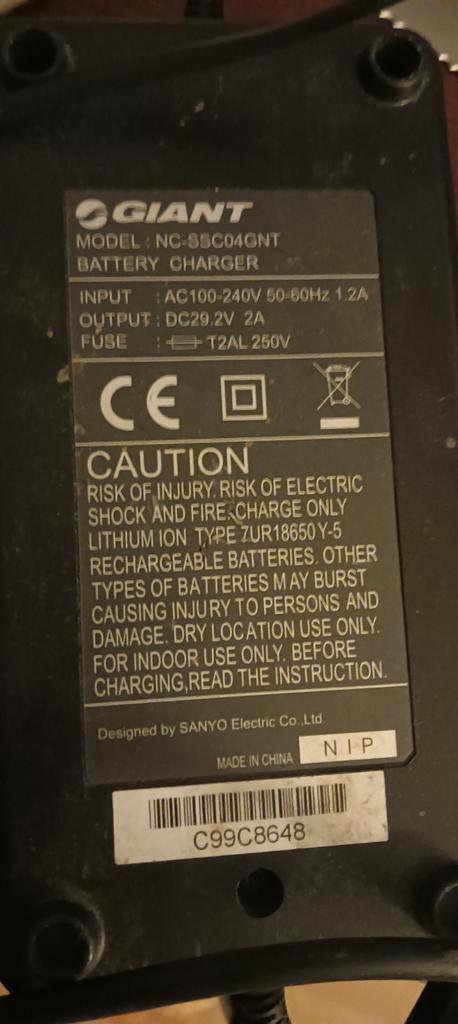 GIANT
MODEL : NC-SSC04GNT
BATTERY CHARGER
INPUT : AC100-240V 50-60Hz 1.2A
OUTPUT : DC29.2V 2A
FUSE : T2AL 250V
CE
CAUTION
RISK OF INJURY. RISK OF ELECTRIC
SHOCK AND FIRE. CHARGE ONLY
LITHIUM ION TYPE 7UR18650Y-5
RECHARGEABLE BATTERIES. OTHER
TYPES OF BATTERIES MAY BURST
CAUSING INJURY TO PERSONS AND
DAMAGE. DRY LOCATION USE ONLY.
FOR INDOOR USE ONLY. BEFORE
CHARGING,READ THE INSTRUCTION.
Designed by SANYO Electric Co.,Ltd.
MADE IN CHINA NIP
C99C8648